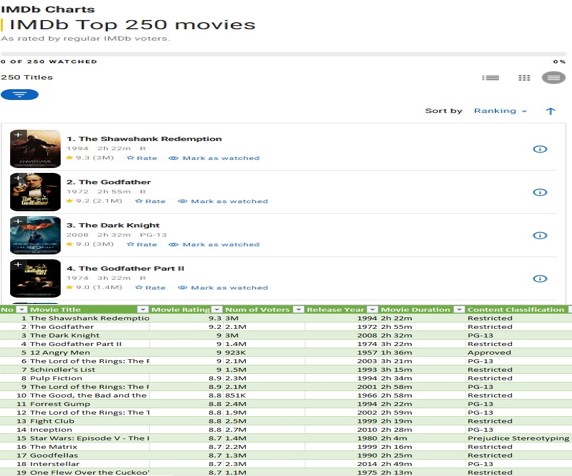 IMDb Charts
IMDb Top 250 movies
As rated by regular IMDb voters.
0 OF 250 WATCHED 0%
250 Titles
Sort by Ranking
1. The Shawshank Redemption
1994 2h 22m R
9.3 (3M) Rate Mark as watched
2. The Godfather
1972 2h 55m R
9.2 (2.1M) Rate Mark as watched
3. The Dark Knight
2008 2h 32m PG-13
9.0 (3M) Rate Mark as watched
4. The Godfather Part II
1974 3h 22m R
9.0 (1.4M) Rate Mark as watched
No Movie Title Movie Rating Num of Voters Release Year Movie Duration Content Classification
1 The Shawshank Redemptio 9.3 3M 1994 2h 22m Restricted
2 The Godfather 9.2 2.1M 1972 2h 55m Restricted
3 The Dark Knight 9 3M 2008 2h 32m PG-13
4 The Godfather Part II 9 1.4M 1974 3h 22m Restricted
5 12 Angry Men 9 923K 1957 1h 36m Approved
6 The Lord of the Rings: The F 9 2.1M 2003 3h 21m PG-13
7 Schindler's List 9 1.5M 1993 3h 15m Restricted
8 Pulp Fiction 8.9 2.3M 1994 2h 34m Restricted
9 The Lord of the Rings: The F 8.9 2.1M 2001 2h 58m PG-13
10 The Good, the Bad and the 8.8 851K 1966 2h 58m Restricted
11 Forrest Gump 8.8 2.4M 1994 2h 22m PG-13
12 The Lord of the Rings: The T 8.8 1.9M 2002 2h 59m PG-13
13 Fight Club 8.8 2.5M 1999 2h 19m Restricted
14 Inception 8.8 2.7M 2010 2h 28m PG-13
15 Star Wars: Episode V - The I 8.7 1.4M 1980 2h 4m Prejudice Stereotyping
16 The Matrix 8.7 2.2M 1999 2h 16m Restricted
17 Goodfellas 8.7 1.3M 1990 2h 25m Restricted
18 Interstellar 8.7 2.3M 2014 2h 49m PG-13
19 One Flew Over the Cuckoo' 8.7 1.1M 1975 2h 13m Restricted